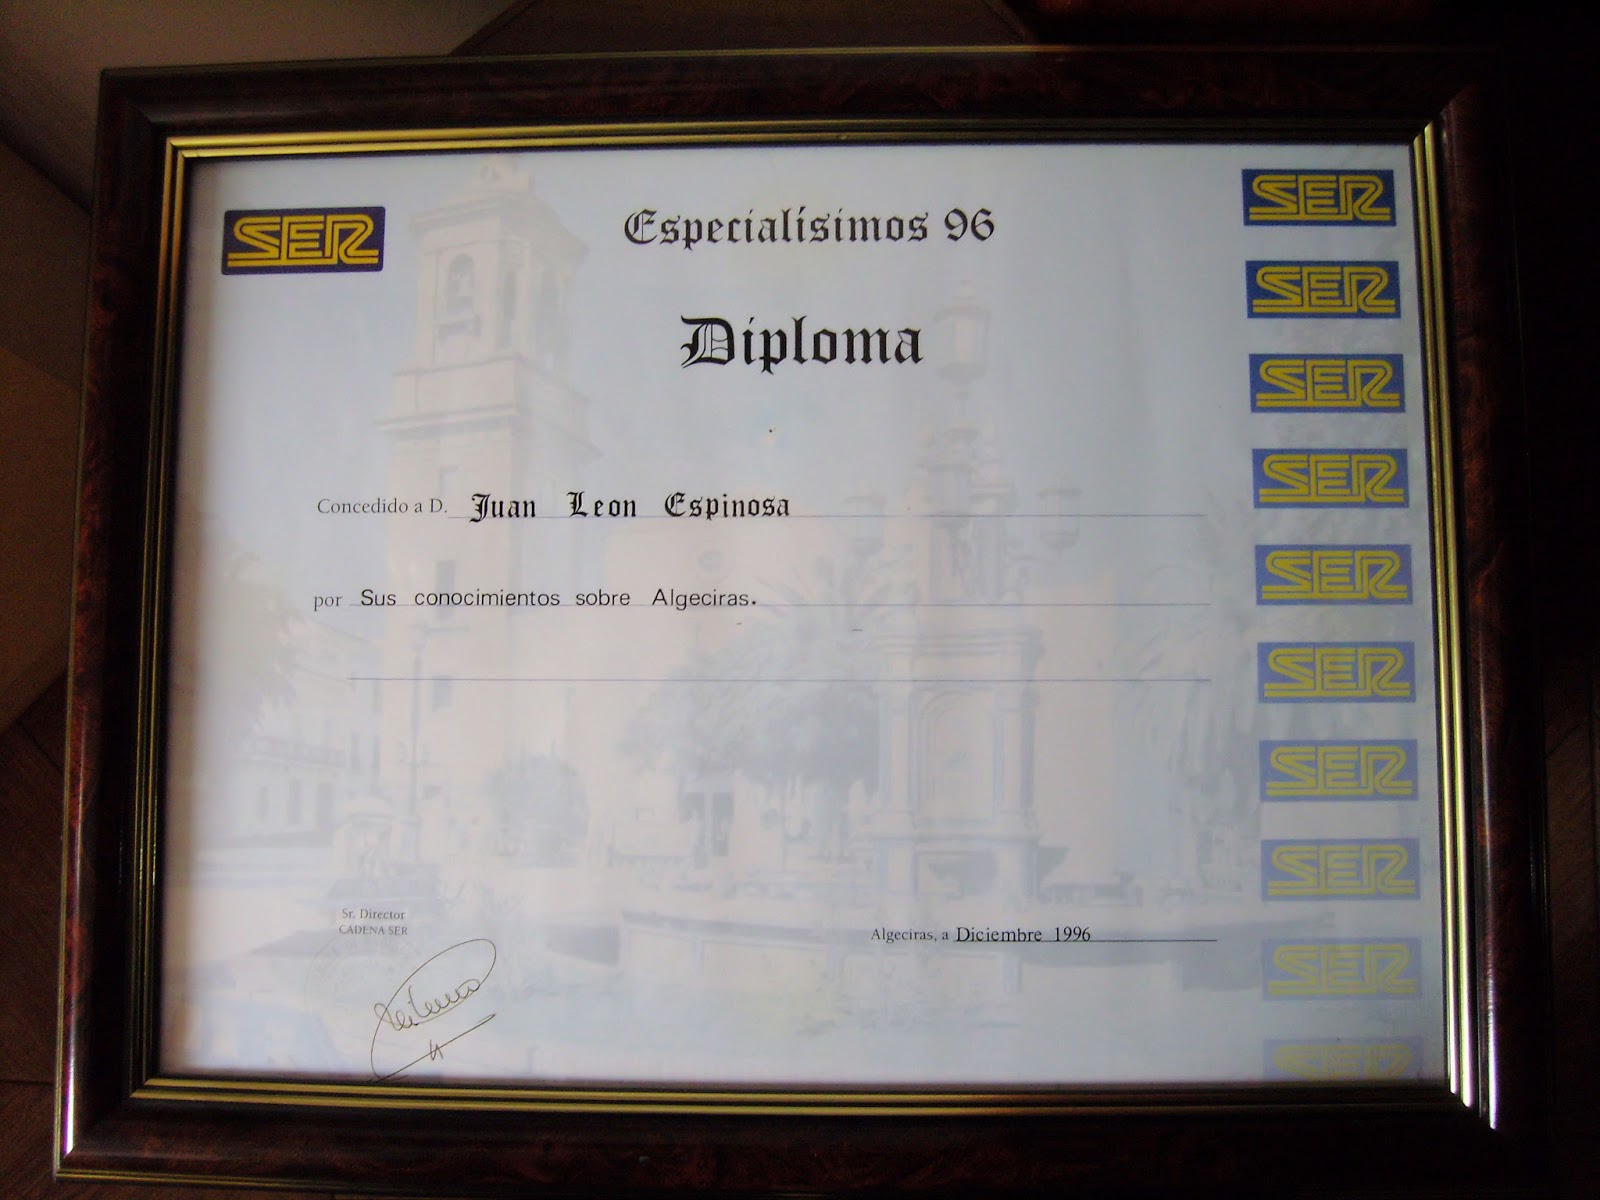 SER
Especialísimos 96
SER
Diploma
SER
SER
SER
Concedido a D. Juan Leon Espinosa
SER
por Sus conocimientos sobre Algeciras.
SER
SER
SER
Sr. Director
CADENA SER
Algeciras, a Diciembre 1996
SER
SER